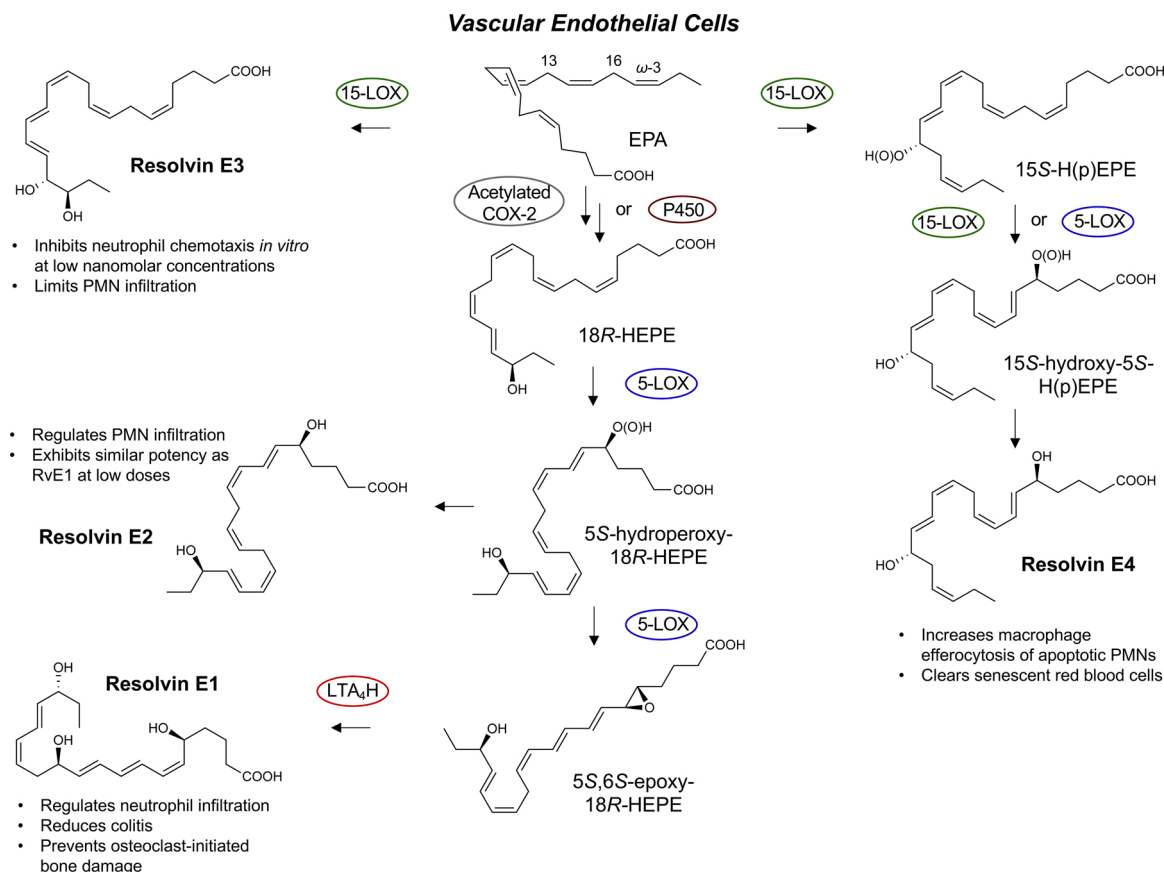 Vascular Endothelial Cells
COOH
15-LOX
Resolvin E3
HO
OH
• Inhibits neutrophil chemotaxis in vitro
at low nanomolar concentrations
• Limits PMN infiltration
13
16
ω-3
EPA
COOH
15-LOX
COOH
H(O)O
15S-H(p)EPE
Acetylated
COX-2
or
P450
COOH
18R-HEPE
OH
15-LOX
or
5-LOX
O(O)H
COOH
HO
15S-hydroxy-5S-
H(p)EPE
5-LOX
• Regulates PMN infiltration
• Exhibits similar potency as
RvE1 at low doses
OH
COOH
Resolvin E2
HO
O(O)H
COOH
5S-hydroperoxy-
18R-HEPE
HO
OH
COOH
HO
Resolvin E4
• Increases macrophage
efferocytosis of apoptotic PMNs
• Clears senescent red blood cells
5-LOX
COOH
O
OH
5S,6S-epoxy-
18R-HEPE
LTA4H
Resolvin E1
OH
OH
HO
COOH
• Regulates neutrophil infiltration
• Reduces colitis
• Prevents osteoclast-initiated
bone damage